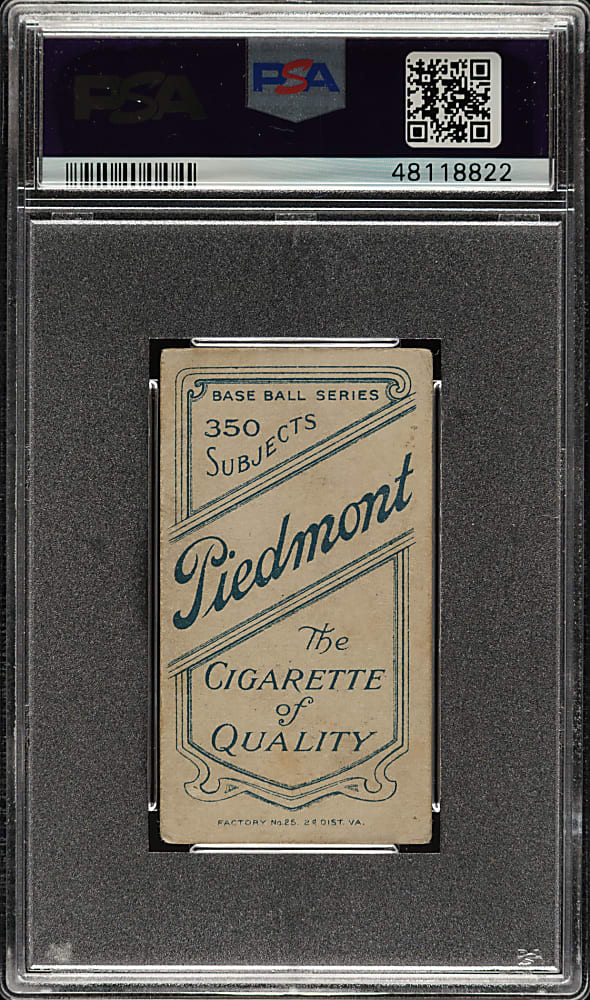 PSA
PSA
48118822
BASE BALL SERIES
350
SUBJECTS
Piedmont
The
CIGARETTE
of
QUALITY
FACTORY No 25. 2d DIST. VA.